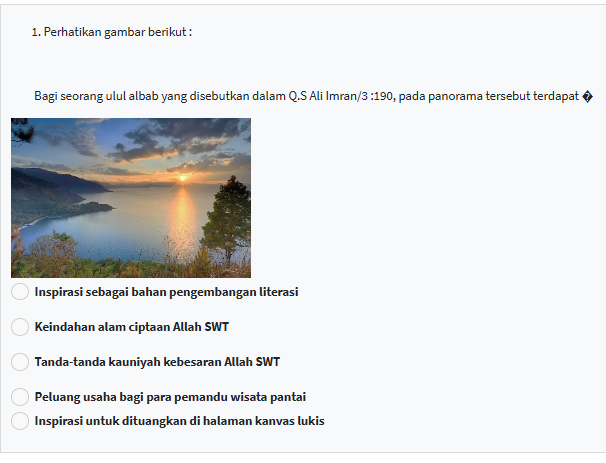 1. Perhatikan gambar berikut :
Bagi seorang ulul albab yang disebutkan dalam Q.S Ali Imran/3 :190, pada panorama tersebut terdapat �
Inspirasi sebagai bahan pengembangan literasi
Keindahan alam ciptaan Allah SWT
Tanda-tanda kauniyah kebesaran Allah SWT
Peluang usaha bagi para pemandu wisata pantai
Inspirasi untuk dituangkan di halaman kanvas lukis